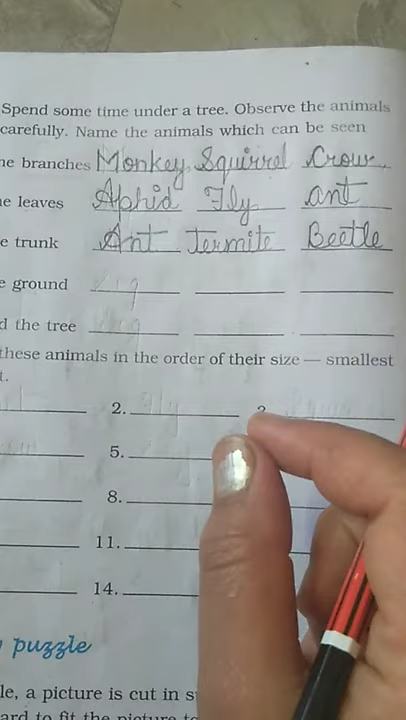 Spend some time under a tree. Observe the animals
carefully. Name the animals which can be seen
he branches Monkey Squirrel Crow
e leaves Aphid Fly ant
e trunk Ant Termite Beetle
e ground
d the tree
these animals in the order of their size — smallest
t.
2.
5.
8.
11.
14.
puzzle
le, a picture is cut in s
ard to fit the picture to